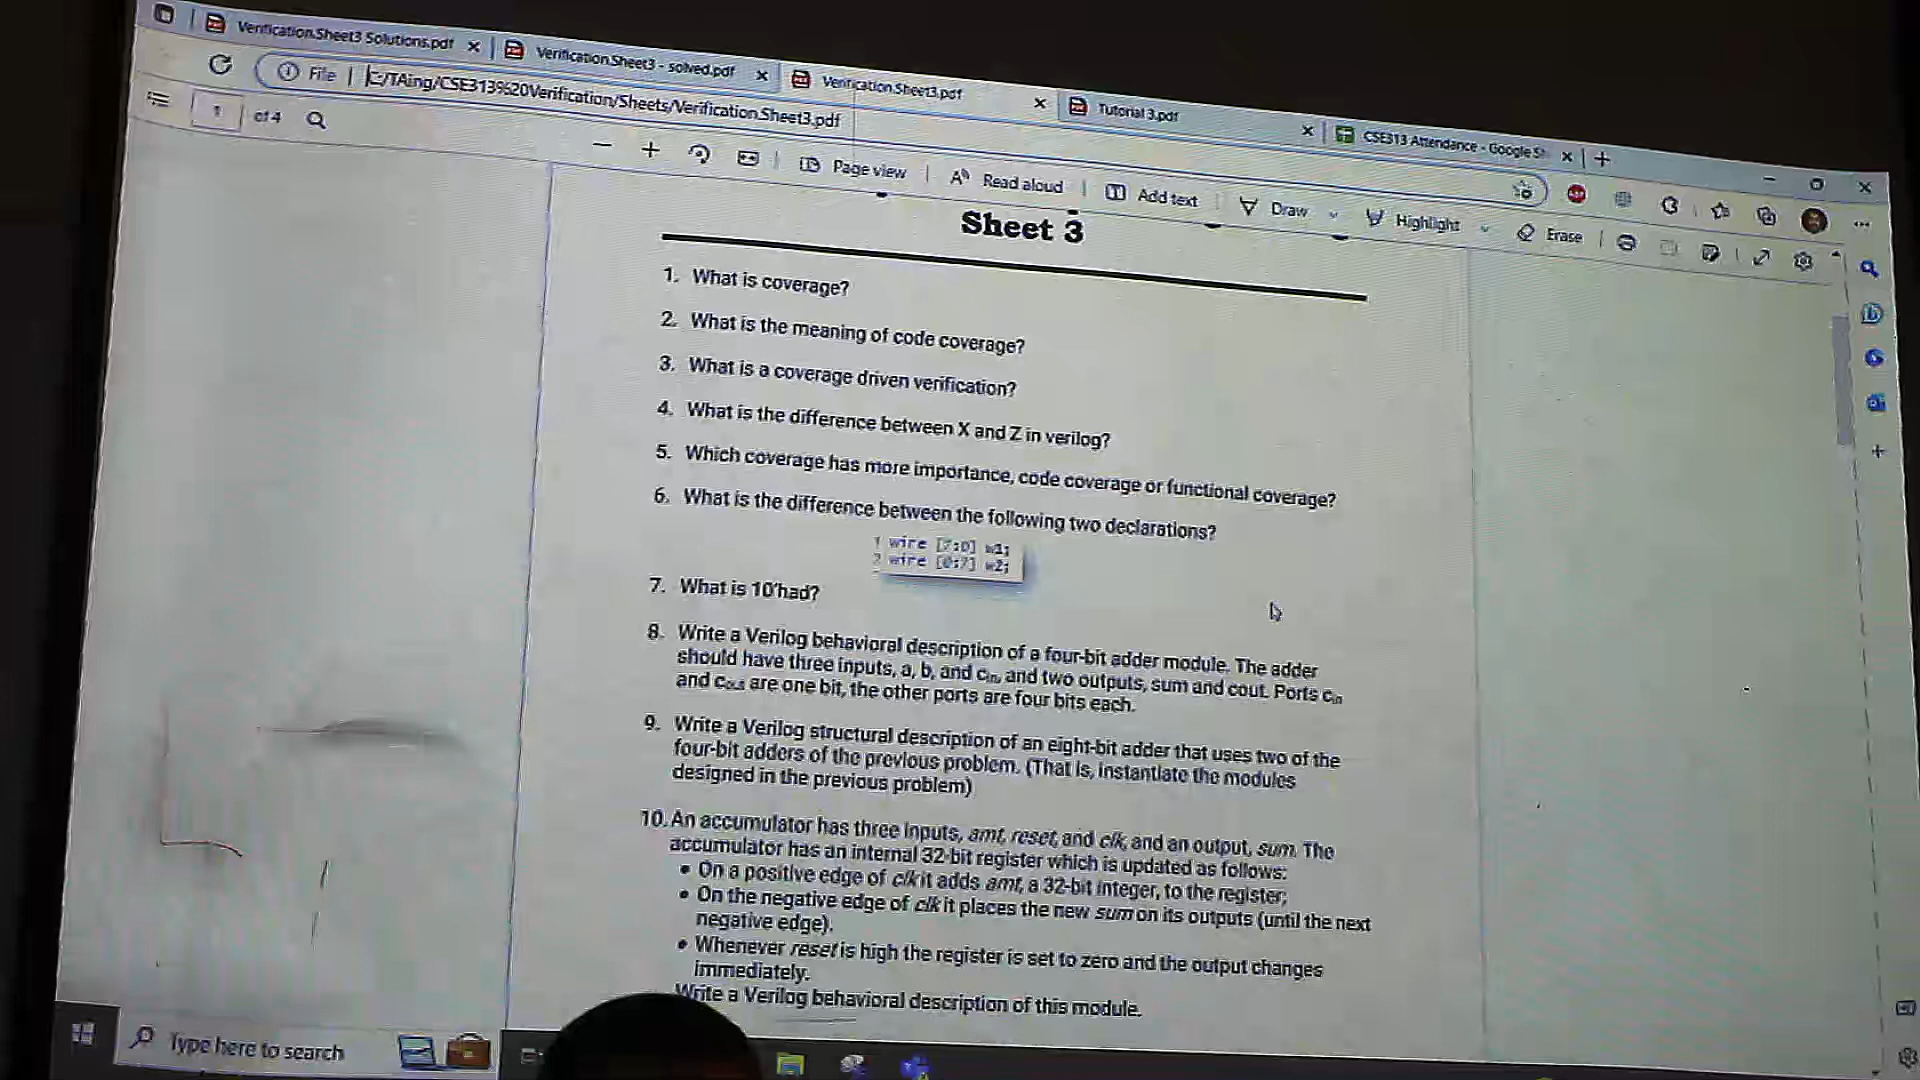 Verification.Sheet3 Solutions.pdf
Verification.Sheet3 - solved.pdf
Verification.Sheet3.pdf
Tutorial 3.pdf
CSE313 Attendance - Google Sh
File | C:/TAing/CSE313%20Verification/Sheets/Verification.Sheet3.pdf
1 of 4
Page view
Read aloud
Add text
Draw
Highlight
Erase
Sheet 3
1. What is coverage?
2. What is the meaning of code coverage?
3. What is a coverage driven verification?
4. What is the difference between X and Z in verilog?
5. Which coverage has more importance, code coverage or functional coverage?
6. What is the difference between the following two declarations?
1 wire [7:0] w1;
2 wire [0:7] w2;
7. What is 10'had?
8. Write a Verilog behavioral description of a four-bit adder module. The adder
should have three inputs, a, b, and cin, and two outputs, sum and cout. Ports cin
and cout are one bit, the other ports are four bits each.
9. Write a Verilog structural description of an eight-bit adder that uses two of the
four-bit adders of the previous problem. (That is, instantiate the modules
designed in the previous problem)
10. An accumulator has three inputs, amt, reset, and clk, and an output, sum. The
accumulator has an internal 32-bit register which is updated as follows:
• On a positive edge of clk it adds amt, a 32-bit integer, to the register;
• On the negative edge of clk it places the new sum on its outputs (until the next
negative edge).
• Whenever reset is high the register is set to zero and the output changes
immediately.
Write a Verilog behavioral description of this module.
Type here to search